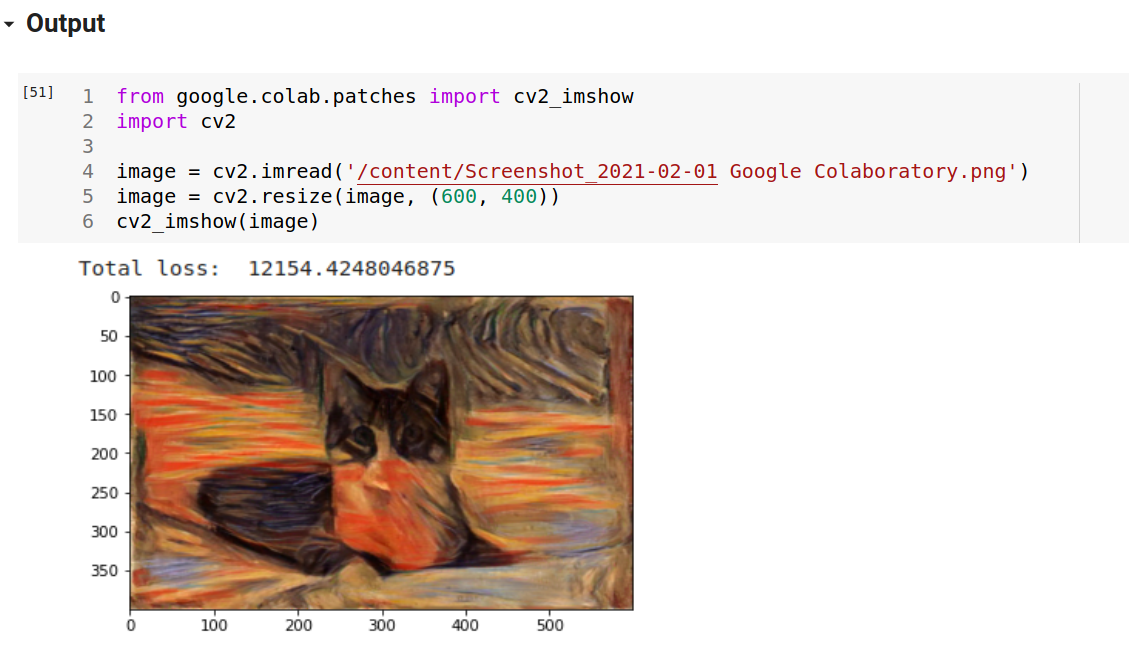 Output
[51] 1 from google.colab.patches import cv2_imshow
2 import cv2
3
4 image = cv2.imread('/content/Screenshot_2021-02-01 Google Colaboratory.png')
5 image = cv2.resize(image, (600, 400))
6 cv2_imshow(image)
Total loss: 12154.4248046875
0
50
100
150
200
250
300
350
0 100 200 300 400 500